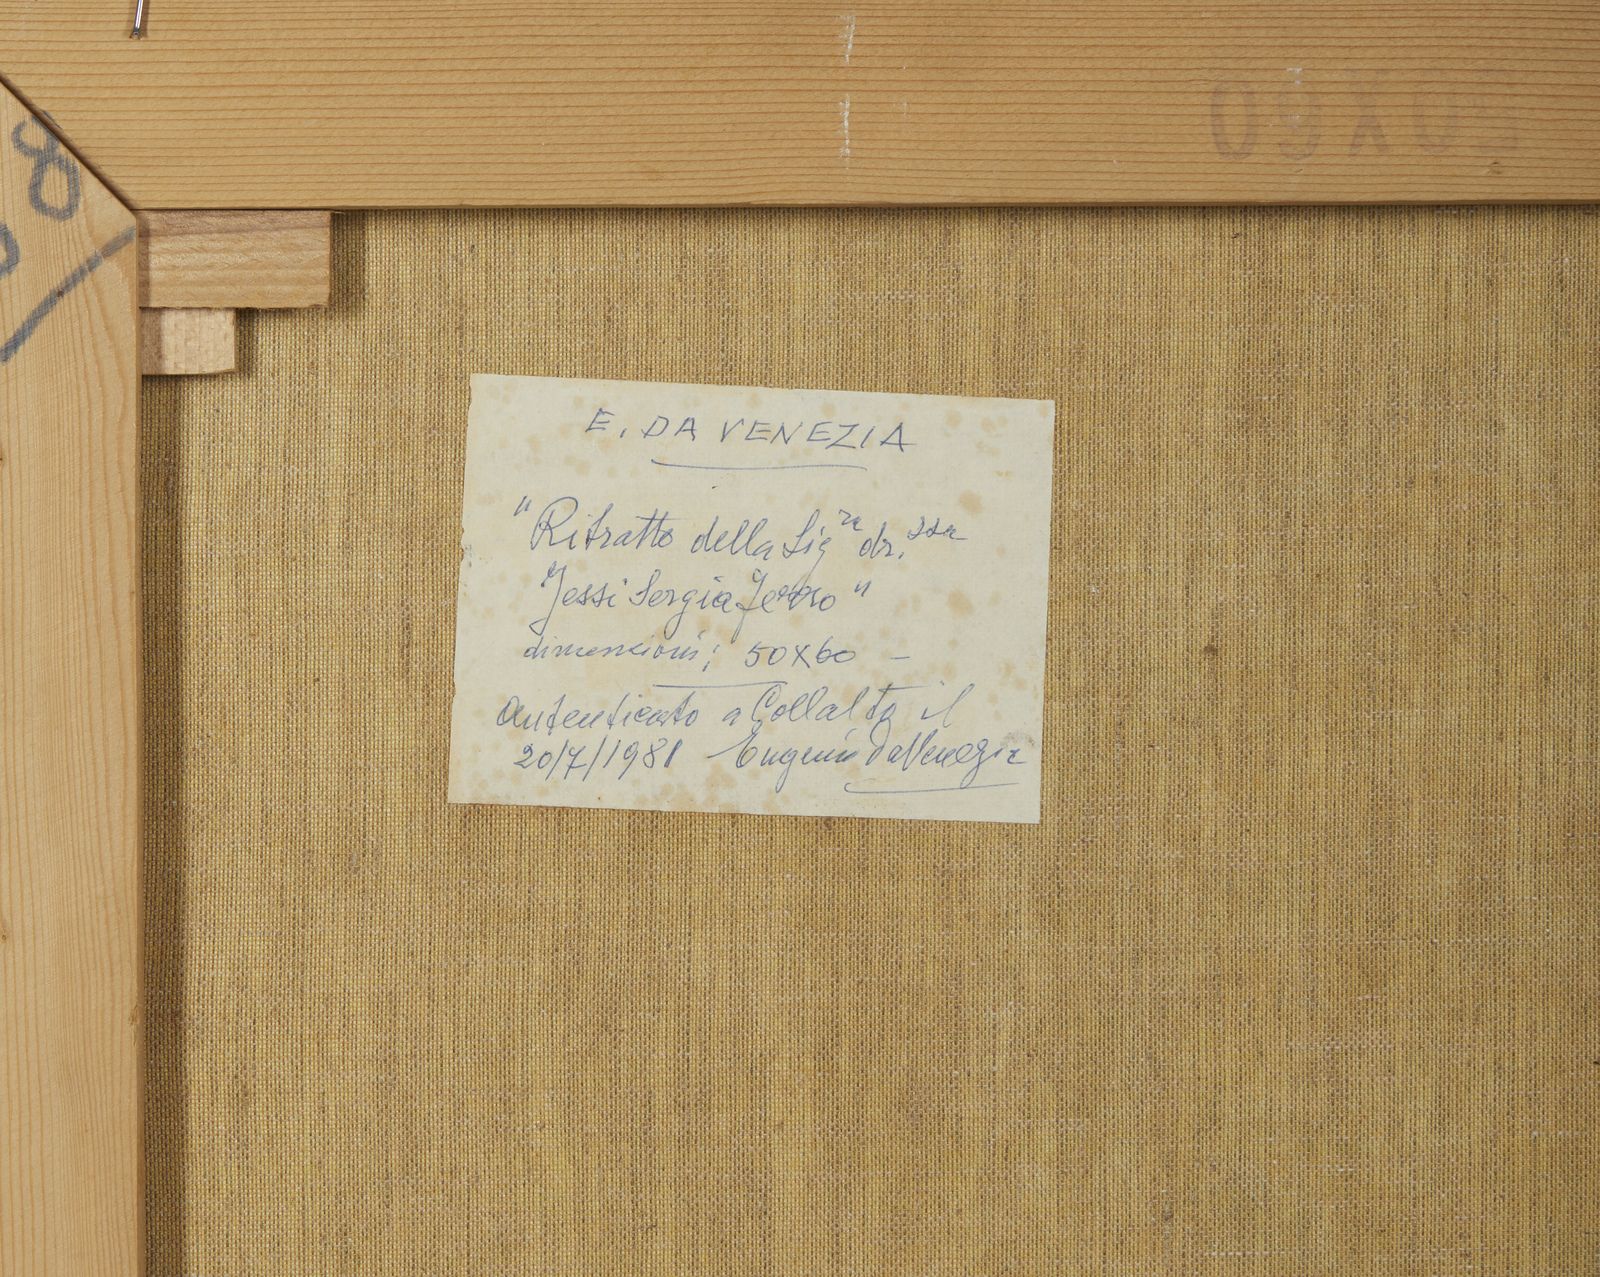 E. DA VENEZIA
"Ritratto della Sig.ra dr.ssa
Jessi Sergia Ferro"
dimensioni: 50X60 -
autenticato a Collalto il
20/7/1981 Eugenio Da Venezia
50X60
8